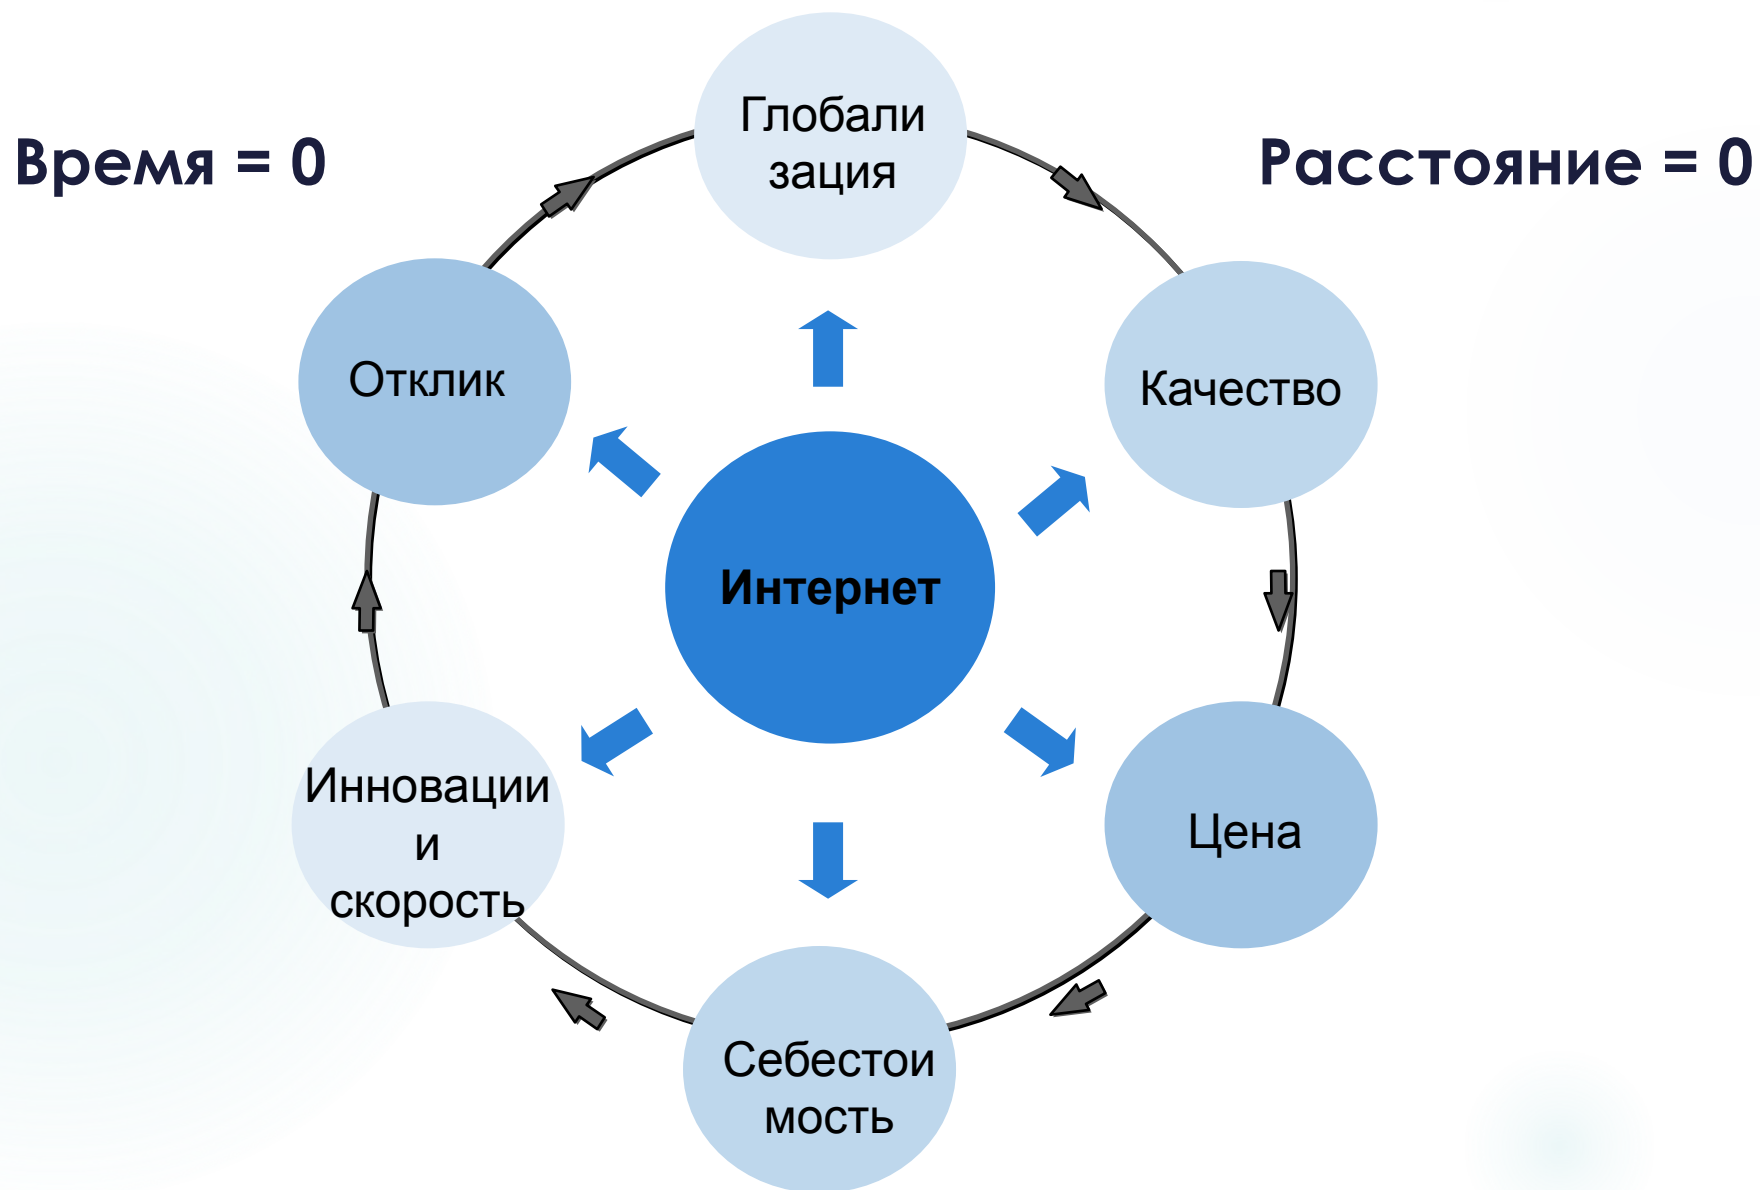 Время = 0
Расстояние = 0
Глобали
зация
Отклик
Качество
Интернет
Инновации
и
скорость
Цена
Себестои
мость